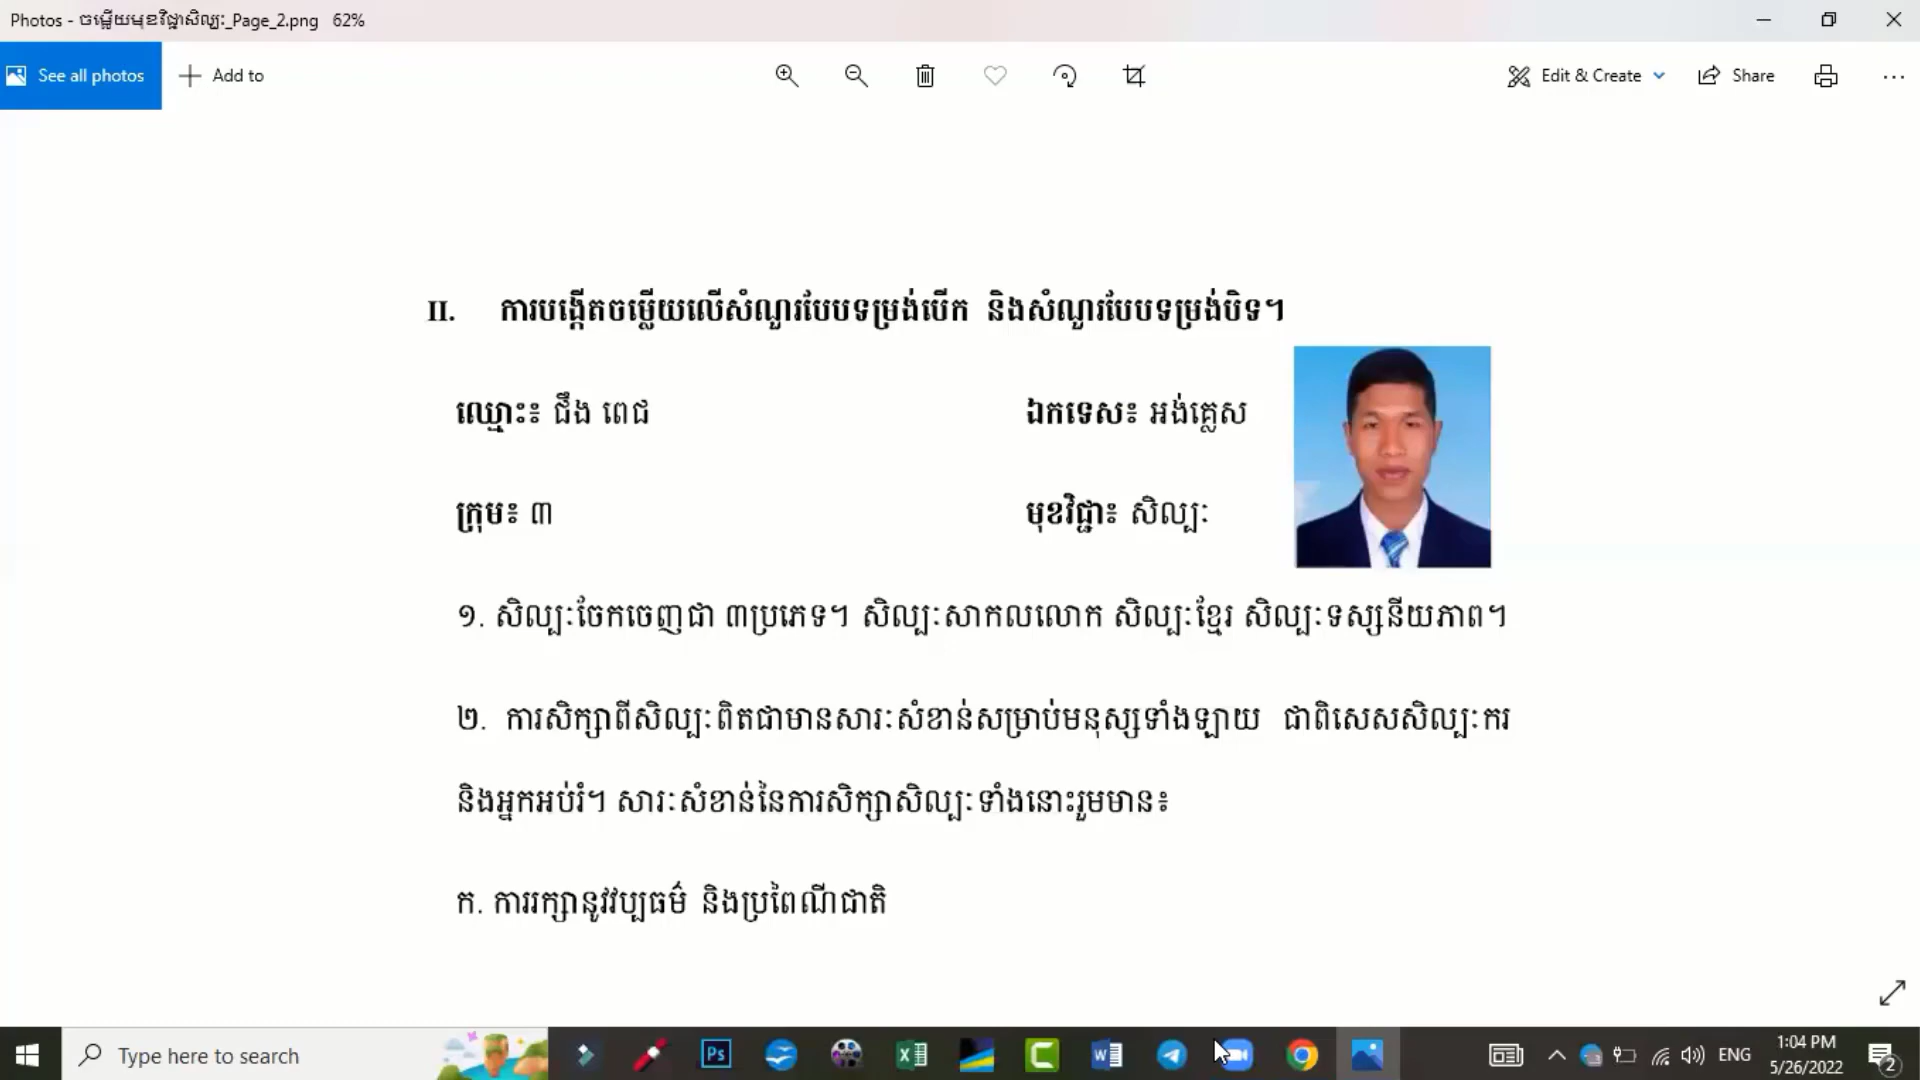 Photos - ចម្លើយមុខវិជ្ជាសិល្បៈ_Page_2.png 62%
See all photos
Add to
Edit & Create
Share
II. ការបង្កើតចម្លើយលើសំណួរបែបទម្រង់បើក និងសំណួរបែបទម្រង់បិទ។
ឈ្មោះ៖ ជឹង ពេជ
ឯកទេស៖ អង់គ្លេស
ក្រុម៖ ៣
មុខវិជ្ជា៖ សិល្បៈ
១. សិល្បៈចែកចេញជា ៣ប្រភេទ។ សិល្បៈសាកលលោក សិល្បៈខ្មែរ សិល្បៈទស្សនីយភាព។
២. ការសិក្សាពីសិល្បៈពិតជាមានសារៈសំខាន់សម្រាប់មនុស្សទាំងឡាយ ជាពិសេសសិល្បៈករ
និងអ្នកអប់រំ។ សារៈសំខាន់នៃការសិក្សាសិល្បៈទាំងនោះរួមមាន៖
ក. ការរក្សានូវវប្បធម៌ និងប្រពៃណីជាតិ
Type here to search
Ps
ENG
1:04 PM
5/26/2022
2